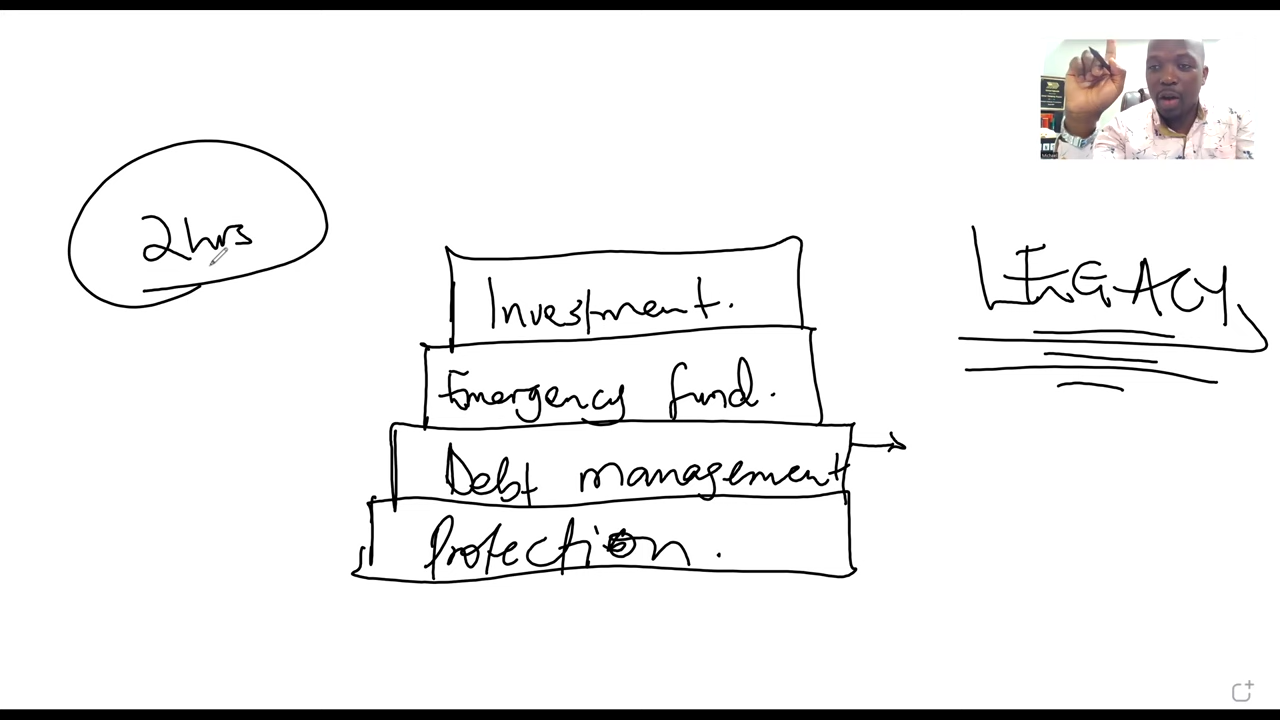 2hrs
Investment.
Emergency fund.
Debt management
Protection.
LEGACY